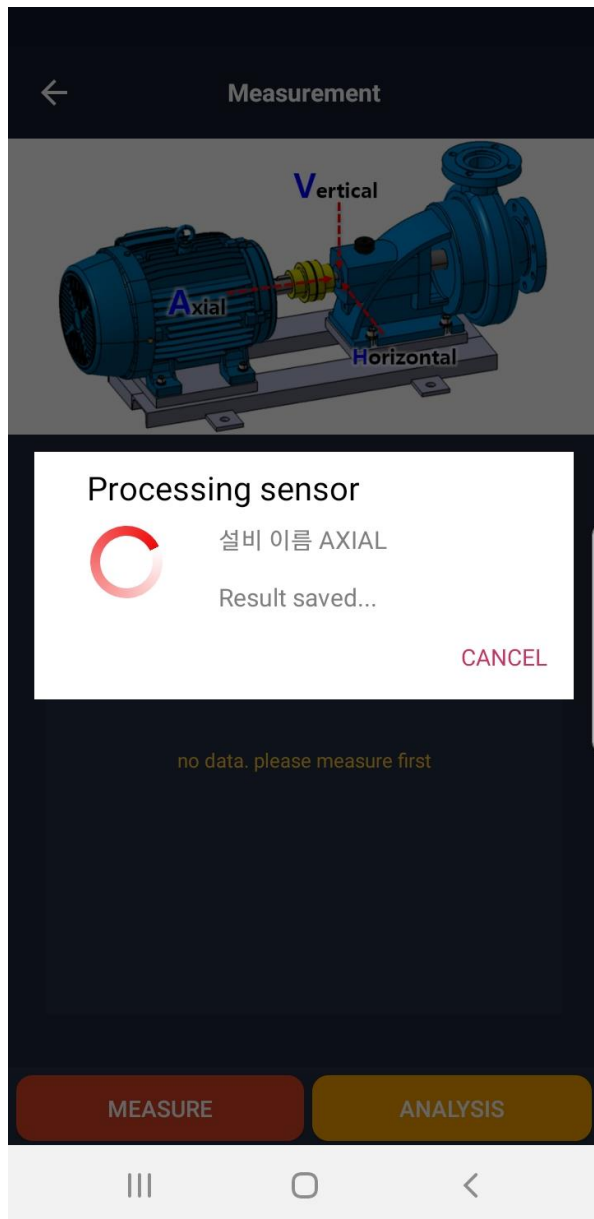 Measurement
Vertical
Axial
Horizontal
Processing sensor
설비 이름 AXIAL
Result saved...
CANCEL
no data. please measure first
MEASURE
ANALYSIS